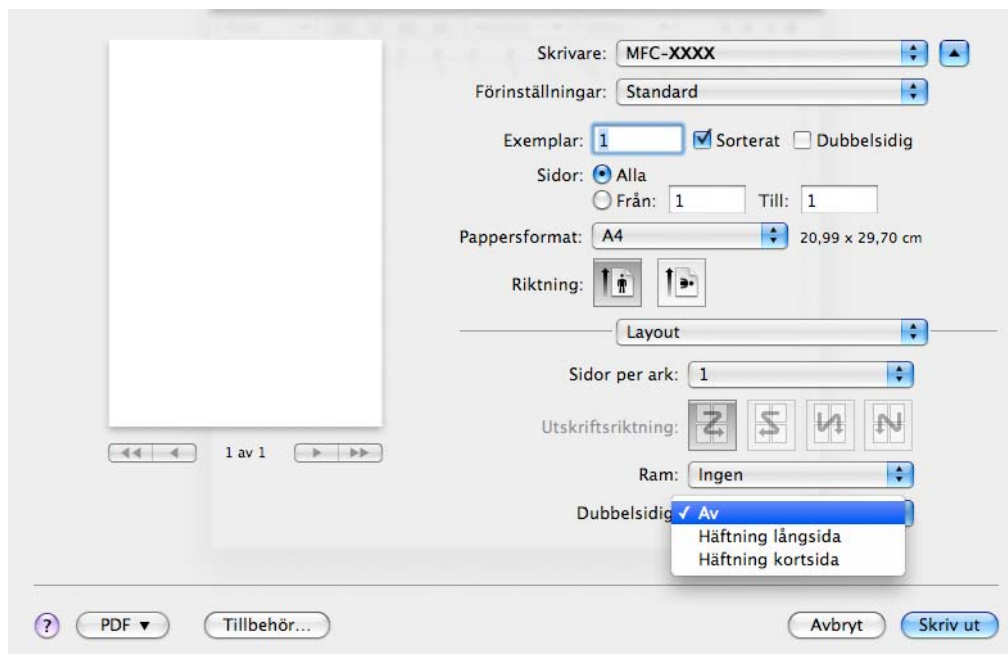 Skrivare: MFC-XXXX
Förinställningar: Standard
Exemplar: 1 Sorterat Dubbelsidig
Sidor: Alla
Från: 1 Till: 1
Pappersformat: A4 20,99 x 29,70 cm
Riktning:
Layout
Sidor per ark: 1
Utskriftsriktning:
1 av 1
Ram: Ingen
Dubbelsidig ✓ Av
Häftning långsida
Häftning kortsida
? PDF ▼ Tillbehör... Avbryt Skriv ut